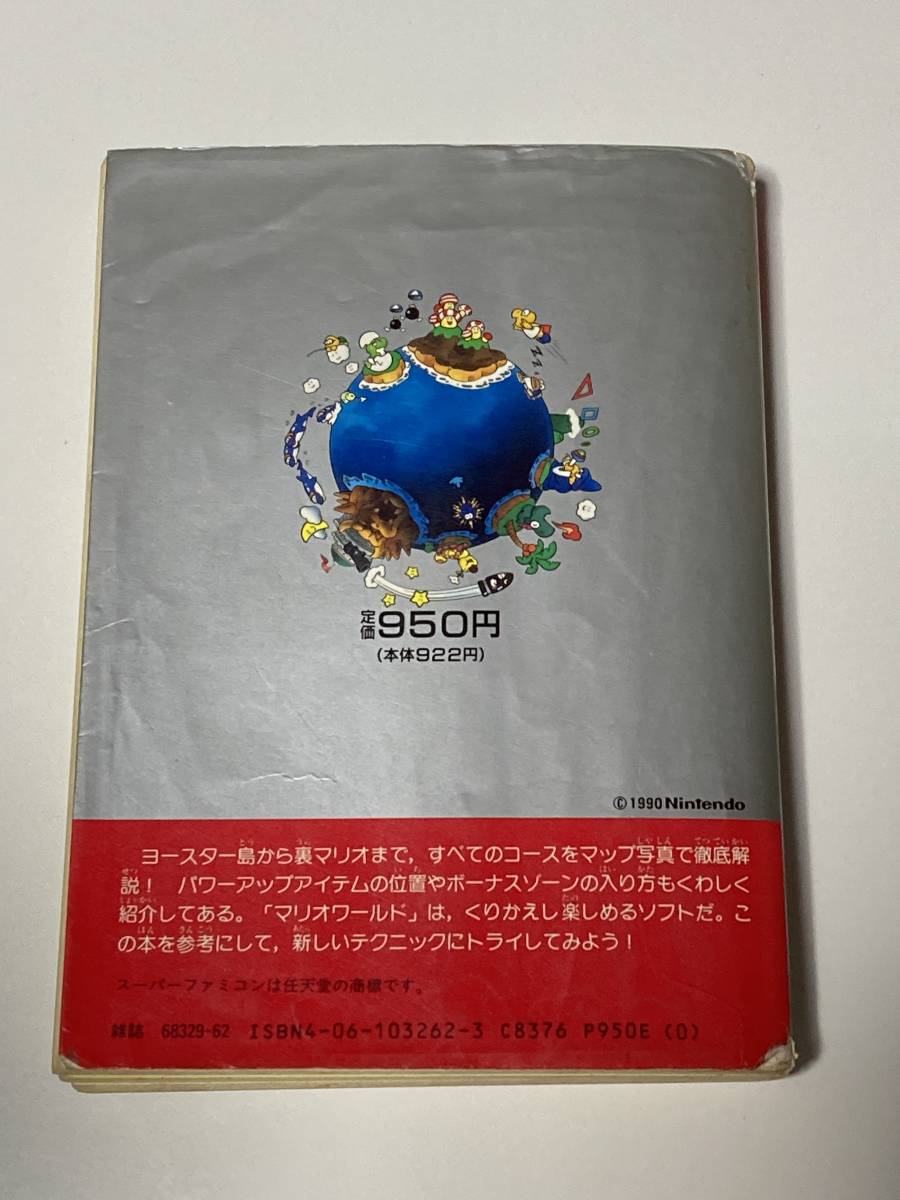 定価950円
(本体922円)
©1990 Nintendo
ヨースター島から裏マリオまで,すべてのコースをマップ写真で徹底解
説! パワーアップアイテムの位置やボーナスゾーンの入り方もくわしく
紹介してある。「マリオワールド」は,くりかえし楽しめるソフトだ。こ
の本を参考にして,新しいテクニックにトライしてみよう!
スーパーファミコンは任天堂の商標です。
雑誌 68329-62 ISBN4-06-103262-3 C8376 P950E (0)